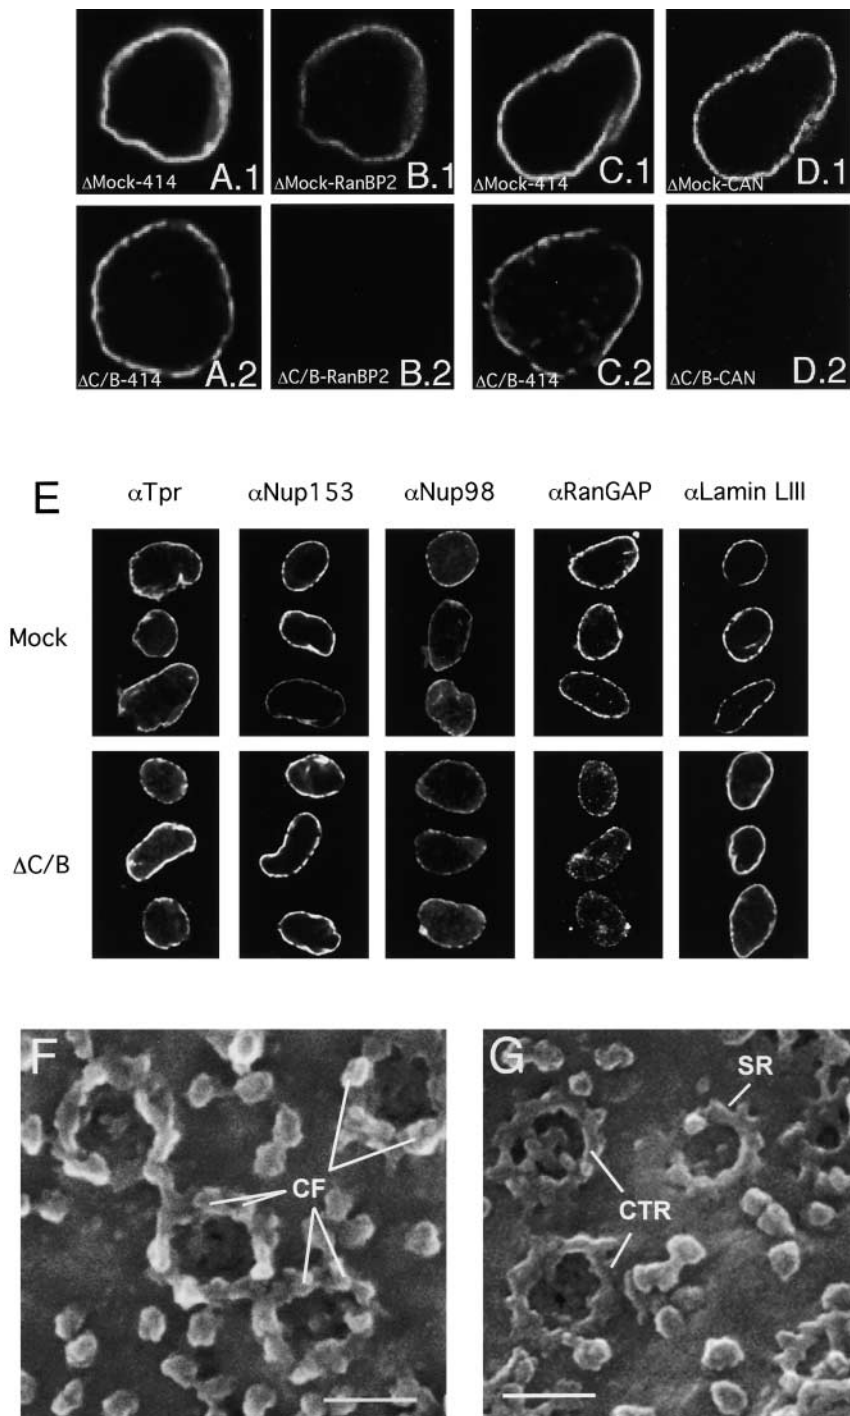 ΔMock-414 A.1
ΔMock-RanBP2 B.1
ΔMock-414 C.1
ΔMock-CAN D.1
ΔC/B-414 A.2
ΔC/B-RanBP2 B.2
ΔC/B-414 C.2
ΔC/B-CAN D.2
E αTpr αNup153 αNup98 αRanGAP αLamin LIII
Mock
ΔC/B
F
CF
G
SR
CTR